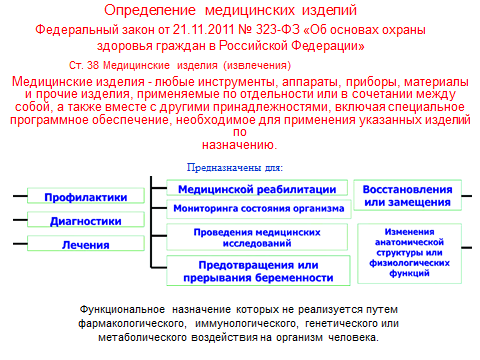 Определение медицинских изделий
Федеральный закон от 21.11.2011 № 323-ФЗ «Об основах охраны
здоровья граждан в Российской Федерации»
Ст. 38 Медицинские изделия (извлечения)
Медицинские изделия - любые инструменты, аппараты, приборы, материалы
и прочие изделия, применяемые по отдельности или в сочетании между
собой, а также вместе с другими принадлежностями, включая специальное
программное обеспечение, необходимое для применения указанных изделий
по
назначению.
Предназначены для:
Профилактики
Диагностики
Лечения
Медицинской реабилитации
Мониторинга состояния организма
Проведения медицинских
исследований
Предотвращения или
прерывания беременности
Восстановления
или замещения
Изменения
анатомической
структуры или
физиологических
функций
Функциональное назначение которых не реализуется путем
фармакологического, иммунологического, генетического или
метаболического воздействия на организм человека.